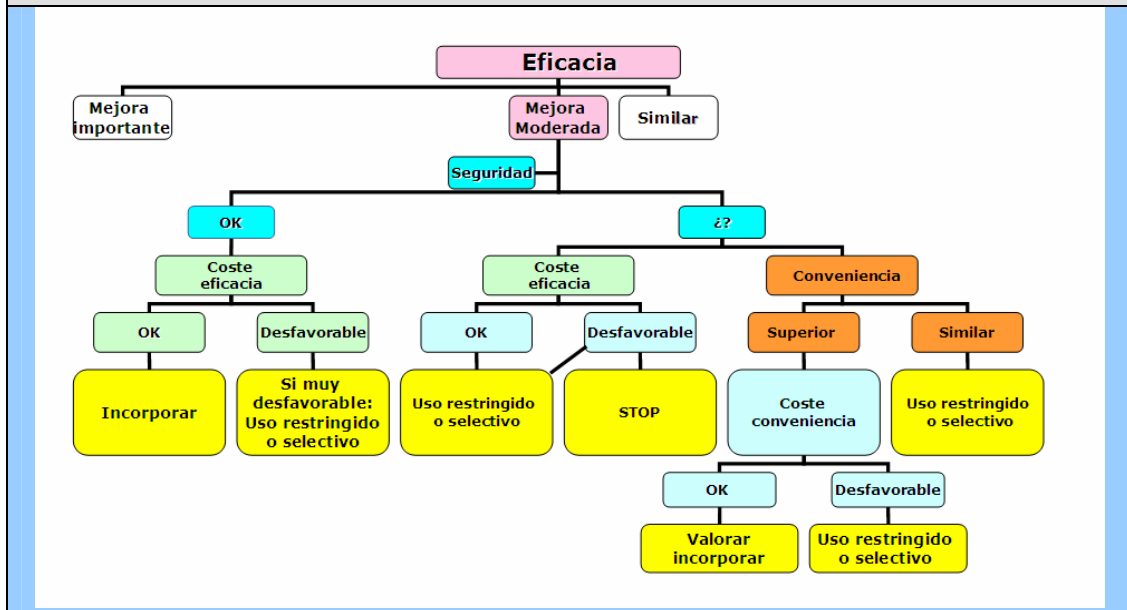 Eficacia
Mejora
importante
Mejora
Moderada
Similar
Seguridad
OK
¿?
Coste
eficacia
Coste
eficacia
Conveniencia
OK
Desfavorable
OK
Desfavorable
Superior
Similar
Incorporar
Si muy
desfavorable:
Uso restringido
o selectivo
Uso restringido
o selectivo
STOP
Coste
conveniencia
Uso restringido
o selectivo
OK
Desfavorable
Valorar
incorporar
Uso restringido
o selectivo